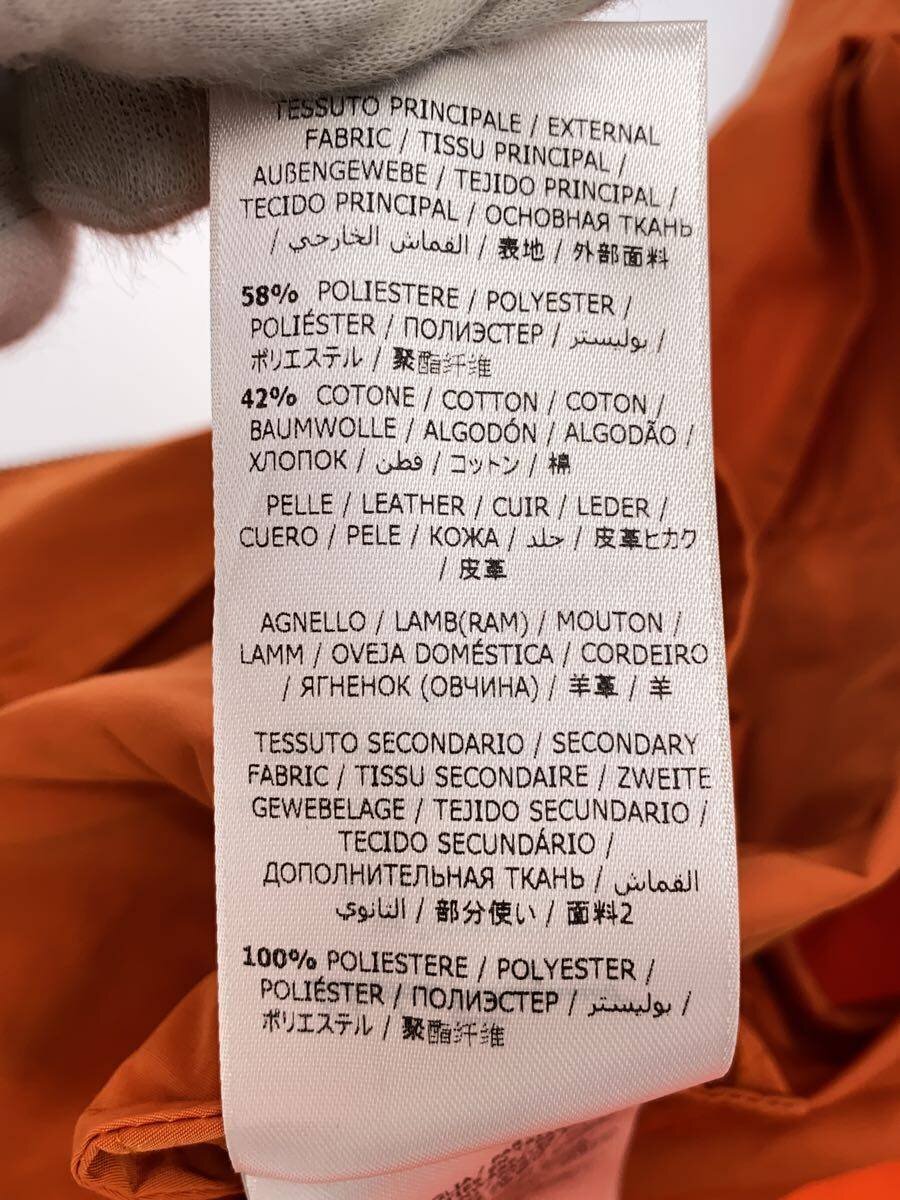 TESSUTO PRINCIPALE / EXTERNAL
FABRIC / TISSU PRINCIPAL /
AUßENGEWEBE / TEJIDO PRINCIPAL /
TECIDO PRINCIPAL / ОСНОВНАЯ ТКАНЬ
/ القماش الخارجي / 表地 / 外部面料
58% POLIESTERE / POLYESTER /
POLIÉSTER / ПОЛИЭСТЕР / بوليستر /
ポリエステル / 聚酯纤维
42% COTONE / COTTON / COTON /
BAUMWOLLE / ALGODÓN / ALGODÃO /
ХЛОПОК / قطن / コットン / 棉
PELLE / LEATHER / CUIR / LEDER /
CUERO / PELE / КОЖА / جلد / 皮革ヒカク
/ 皮革
AGNELLO / LAMB(RAM) / MOUTON /
LAMM / OVEJA DOMÉSTICA / CORDEIRO
/ ЯГНЕНОК (ОВЧИНА) / 羊革 / 羊
TESSUTO SECONDARIO / SECONDARY
FABRIC / TISSU SECONDAIRE / ZWEITE
GEWEBELAGE / TEJIDO SECUNDARIO /
TECIDO SECUNDÁRIO /
ДОПОЛНИТЕЛЬНАЯ ТКАНЬ / القماش
الثانوي / 部分使い / 面料2
100% POLIESTERE / POLYESTER /
POLIÉSTER / ПОЛИЭСТЕР / بوليستر /
ポリエステル / 聚酯纤维